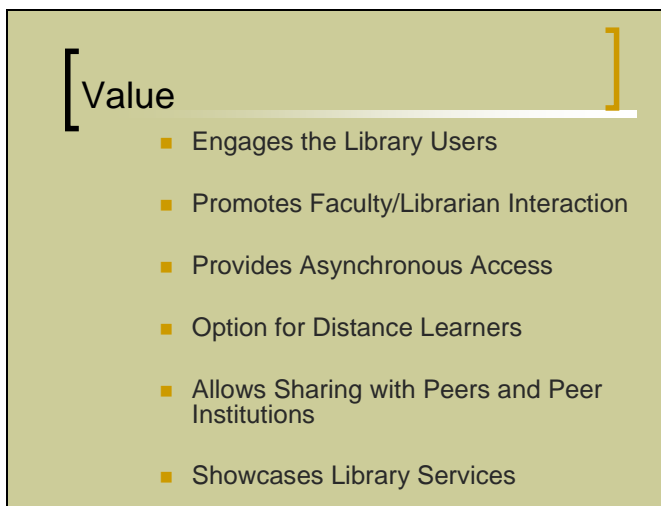 Value
Engages the Library Users
Promotes Faculty/Librarian Interaction
Provides Asynchronous Access
Option for Distance Learners
Allows Sharing with Peers and Peer
Institutions
Showcases Library Services